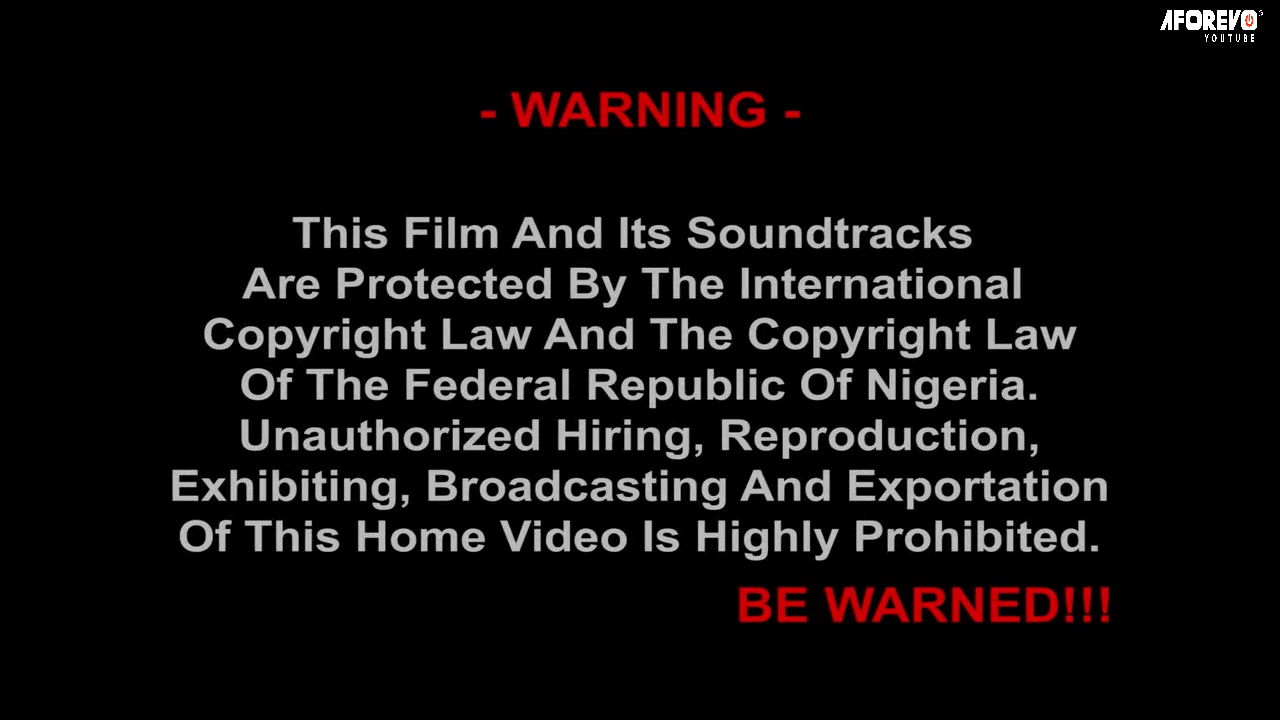 AFOREVO
YOUTUBE
- WARNING -
This Film And Its Soundtracks
Are Protected By The International
Copyright Law And The Copyright Law
Of The Federal Republic Of Nigeria.
Unauthorized Hiring, Reproduction,
Exhibiting, Broadcasting And Exportation
Of This Home Video Is Highly Prohibited.
BE WARNED!!!